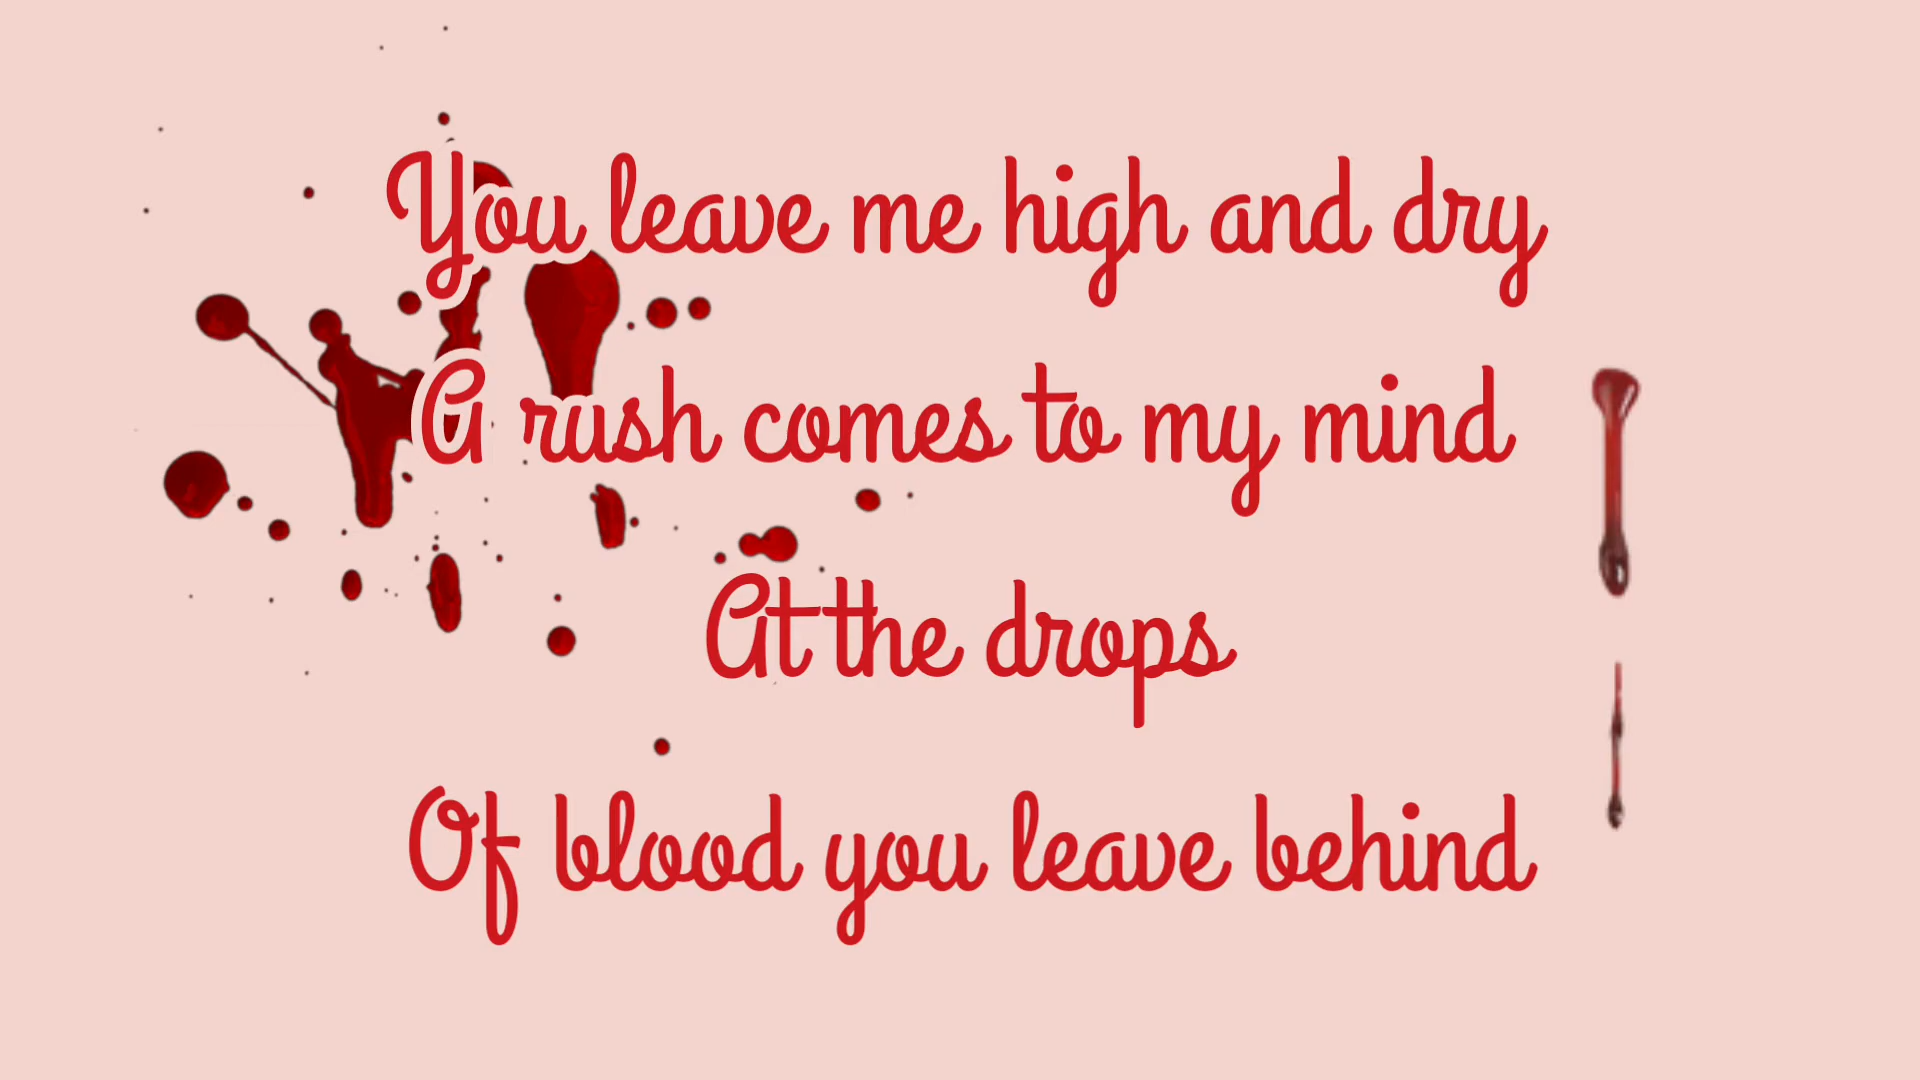 You leave me high and dry
A rush comes to my mind
At the drops
Of blood you leave behind